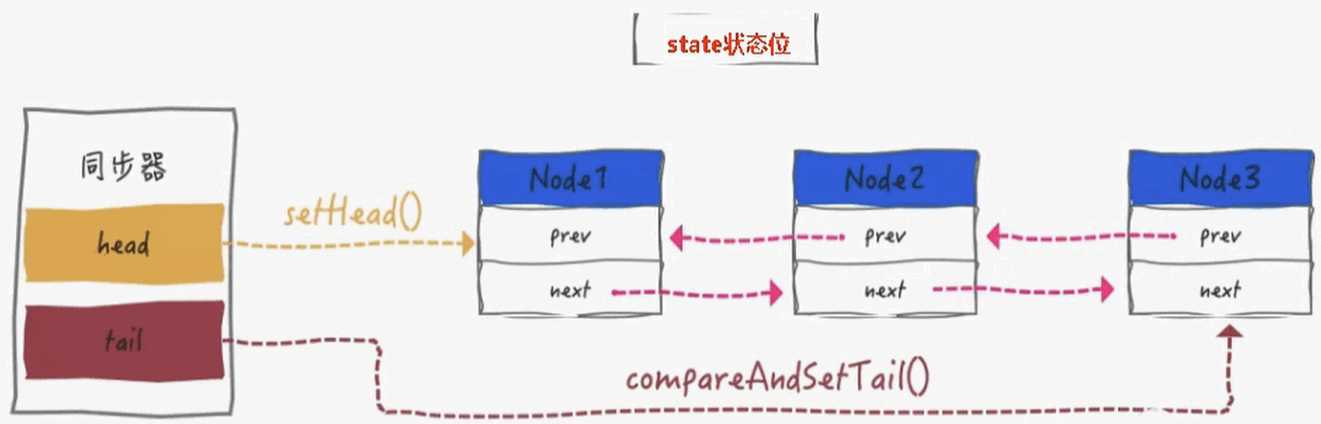 state状态位
同步器
head
tail
setHead()
Node1
prev
next
Node2
prev
next
Node3
prev
next
compareAndSetTail()